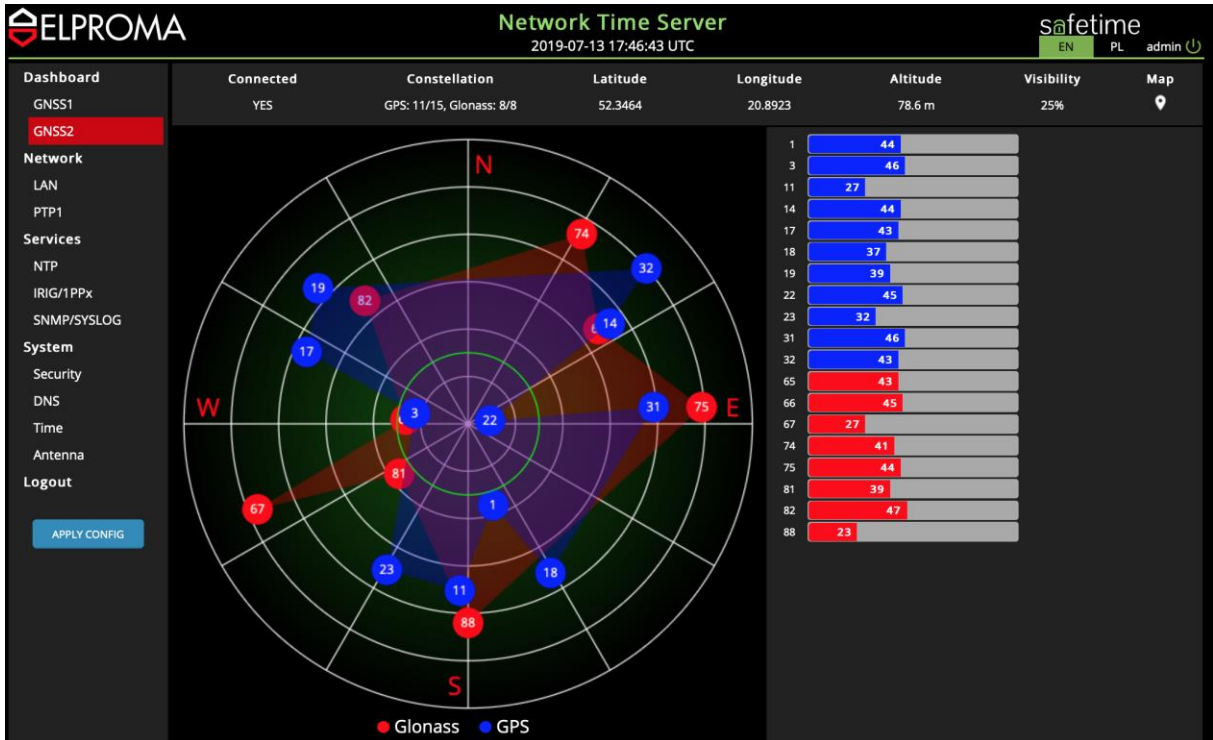 ELPROMA
Network Time Server
2019-07-13 17:46:43 UTC
safetime
EN PL admin
Dashboard
GNSS1
GNSS2
Network
LAN
PTP1
Services
NTP
IRIG/1PPx
SNMP/SYSLOG
System
Security
DNS
Time
Antenna
Logout
APPLY CONFIG
Connected Constellation Latitude Longitude Altitude Visibility Map
YES GPS: 11/15, Glonass: 8/8 52.3464 20.8923 78.6 m 25%
N
74
32
19
82
14
17
W
3
22
31
75
E
81
67
1
23
18
11
88
S
Glonass GPS
1 44
3 46
11 27
14 44
17 43
18 37
19 39
22 45
23 32
31 46
32 43
65 43
66 45
67 27
74 41
75 44
81 39
82 47
88 23